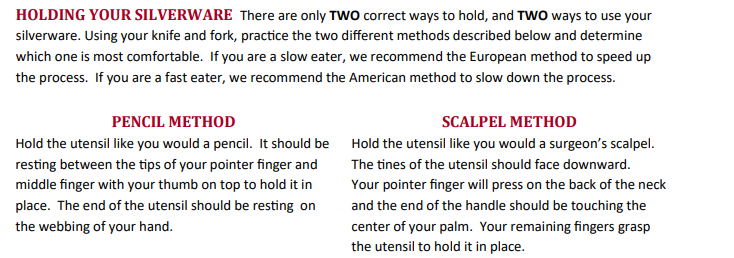 HOLDING YOUR SILVERWARE There are only TWO correct ways to hold, and TWO ways to use your
silverware. Using your knife and fork, practice the two different methods described below and determine
which one is most comfortable. If you are a slow eater, we recommend the European method to speed up
the process. If you are a fast eater, we recommend the American method to slow down the process.
PENCIL METHOD
Hold the utensil like you would a pencil. It should be
resting between the tips of your pointer finger and
middle finger with your thumb on top to hold it in
place. The end of the utensil should be resting on
the webbing of your hand.
SCALPEL METHOD
Hold the utensil like you would a surgeon's scalpel.
The tines of the utensil should face downward.
Your pointer finger will press on the back of the neck
and the end of the handle should be touching the
center of your palm. Your remaining fingers grasp
the utensil to hold it in place.